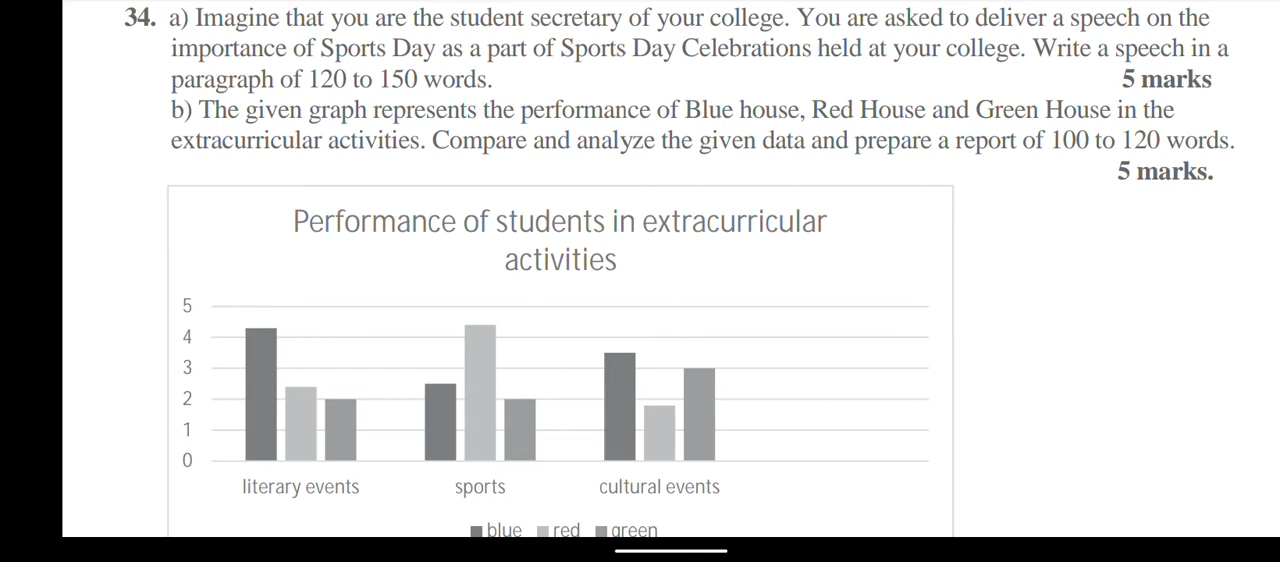 34. a) Imagine that you are the student secretary of your college. You are asked to deliver a speech on the
importance of Sports Day as a part of Sports Day Celebrations held at your college. Write a speech in a
paragraph of 120 to 150 words. 5 marks
b) The given graph represents the performance of Blue house, Red House and Green House in the
extracurricular activities. Compare and analyze the given data and prepare a report of 100 to 120 words.
5 marks.
Performance of students in extracurricular
activities
5
4
3
2
1
0
literary events sports cultural events
blue red green